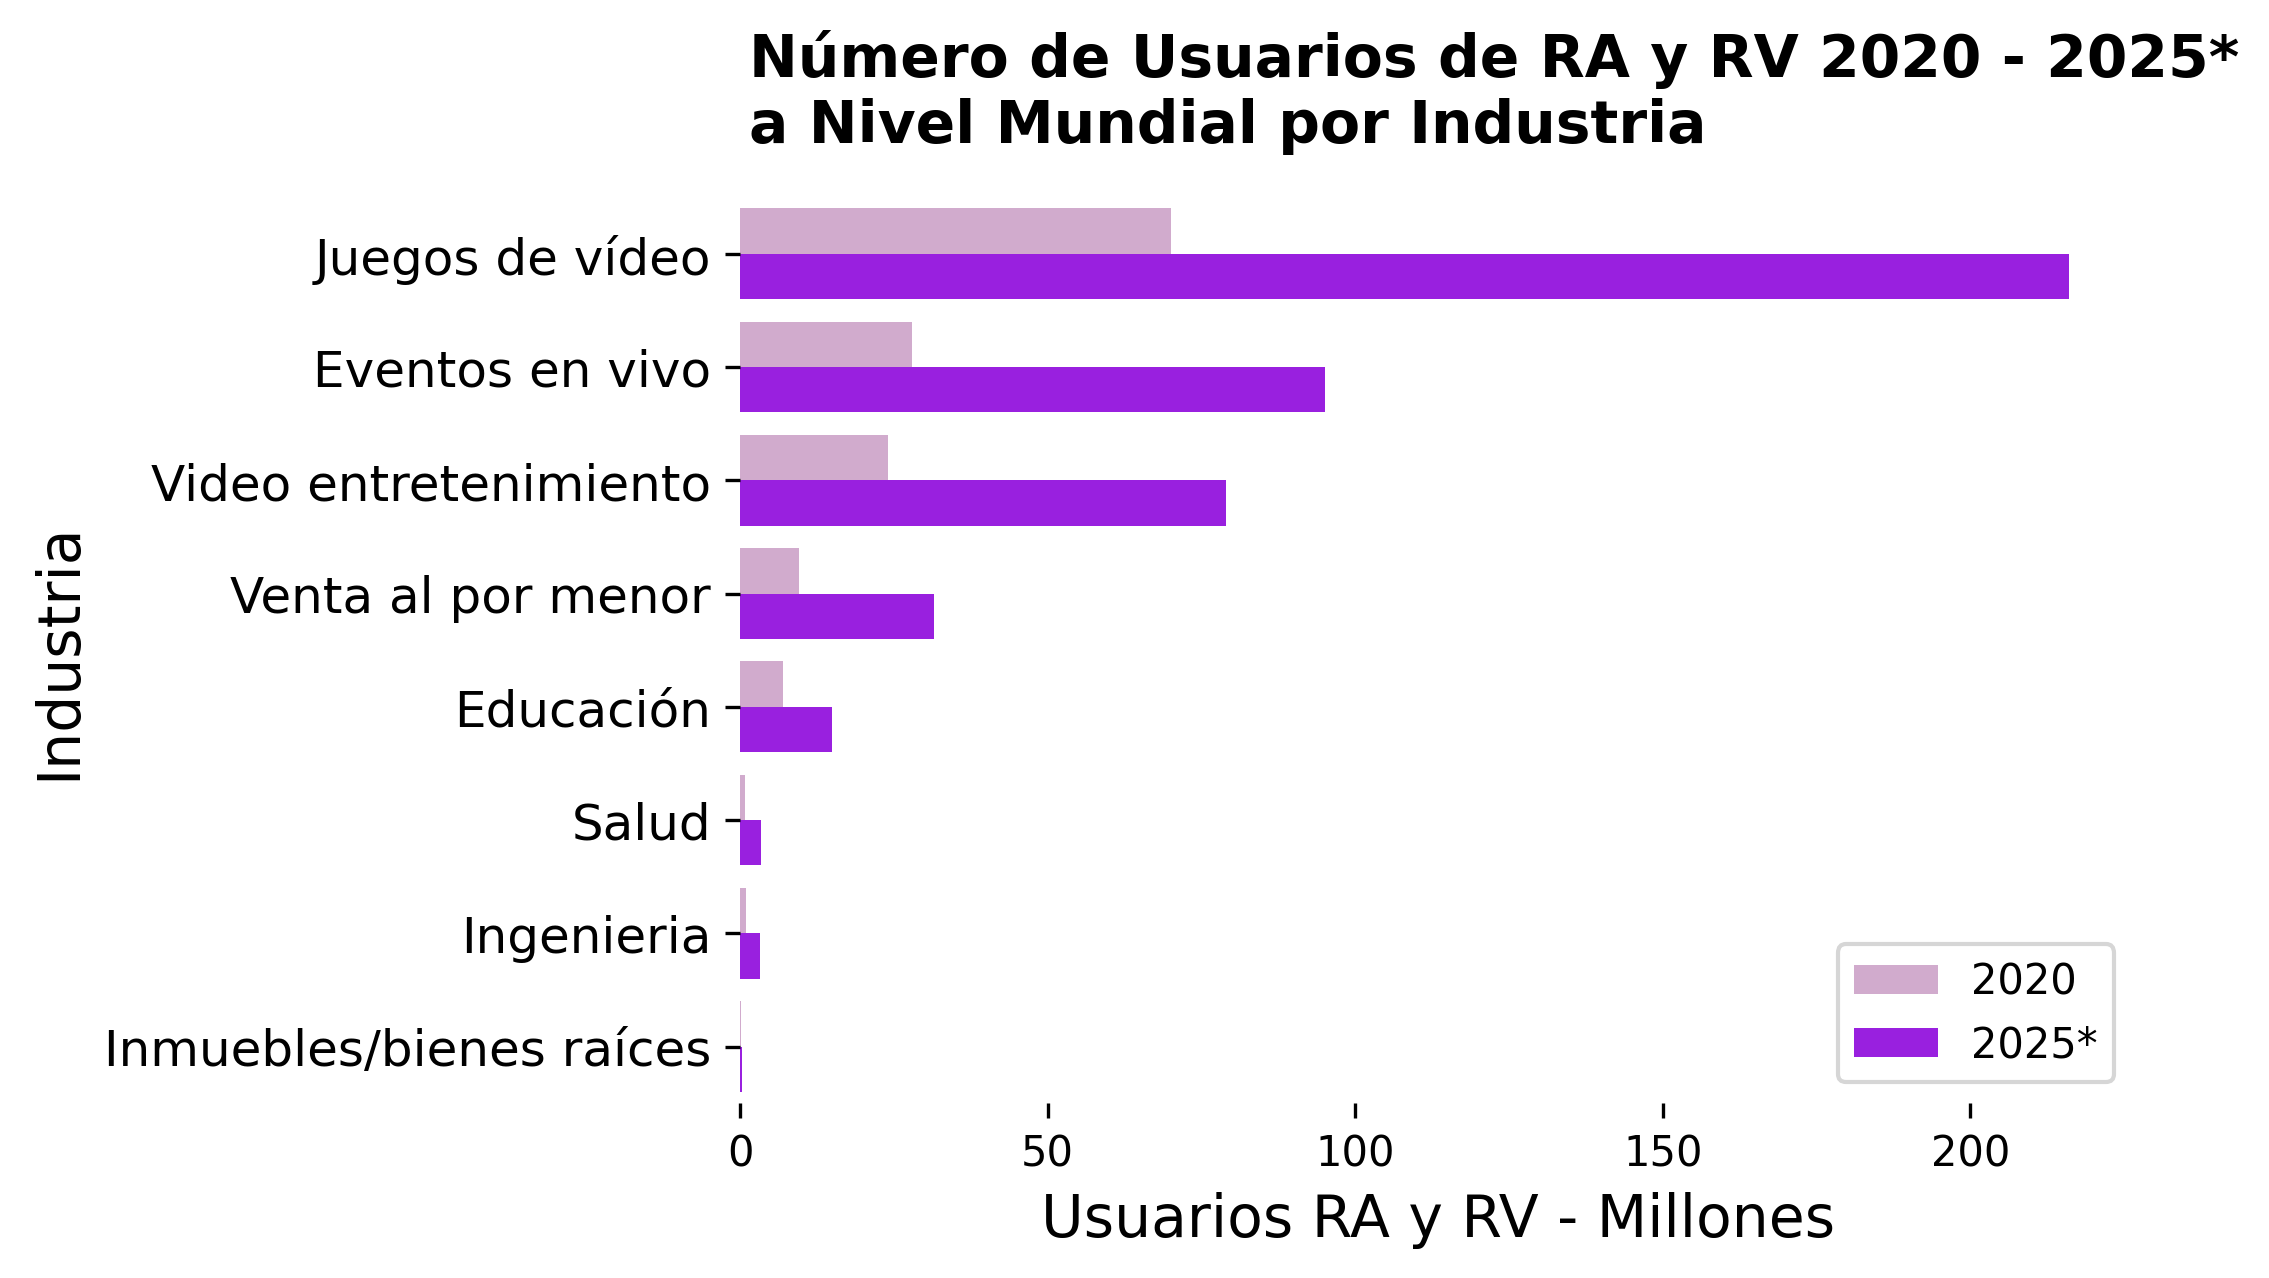 Número de Usuarios de RA y RV 2020 - 2025*
a Nivel Mundial por Industria
Industria
Juegos de vídeo
Eventos en vivo
Video entretenimiento
Venta al por menor
Educación
Salud
Ingenieria
Inmuebles/bienes raíces
2020
2025*
0 50 100 150 200
Usuarios RA y RV - Millones